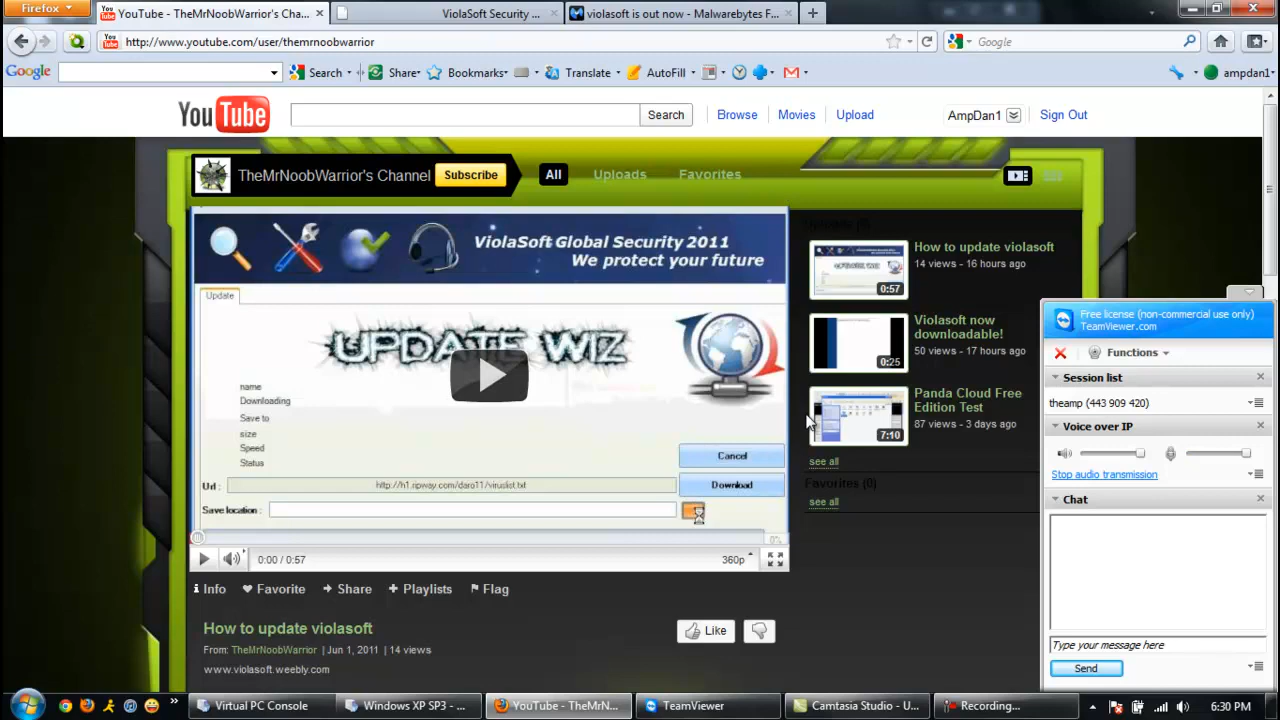 Firefox
YouTube - TheMrNoobWarrior's Cha...
ViolaSoft Security ...
violasoft is out now - Malwarebytes F...
http://www.youtube.com/user/themrnoobwarrior
Google
Google
Search
Share
Bookmarks
Translate
AutoFill
ampdan1
YouTube
Search
Browse
Movies
Upload
AmpDan1
Sign Out
TheMrNoobWarrior's Channel
Subscribe
All
Uploads
Favorites
ViolaSoft Global Security 2011
We protect your future
Update
UPDATE WIZ
name
Downloading
Save to
size
Speed
Status
Cancel
Url :
http://h1.ripway.com/daro11/viruslist.txt
Download
Save location :
0%
0:00 / 0:57
360p
Info
Favorite
Share
Playlists
Flag
How to update violasoft
Like
From: TheMrNoobWarrior | Jun 1, 2011 | 14 views
www.violasoft.weebly.com
How to update violasoft
14 views - 16 hours ago
0:57
Violasoft now
downloadable!
50 views - 17 hours ago
0:25
Panda Cloud Free
Edition Test
87 views - 3 days ago
7:10
see all
Favorites (0)
see all
Free license (non-commercial use only)
TeamViewer.com
Functions
Session list
theamp (443 909 420)
Voice over IP
Stop audio transmission
Chat
Type your message here
Send
Virtual PC Console
Windows XP SP3 - ...
YouTube - TheMrN...
TeamViewer
Camtasia Studio - U...
Recording...
6:30 PM